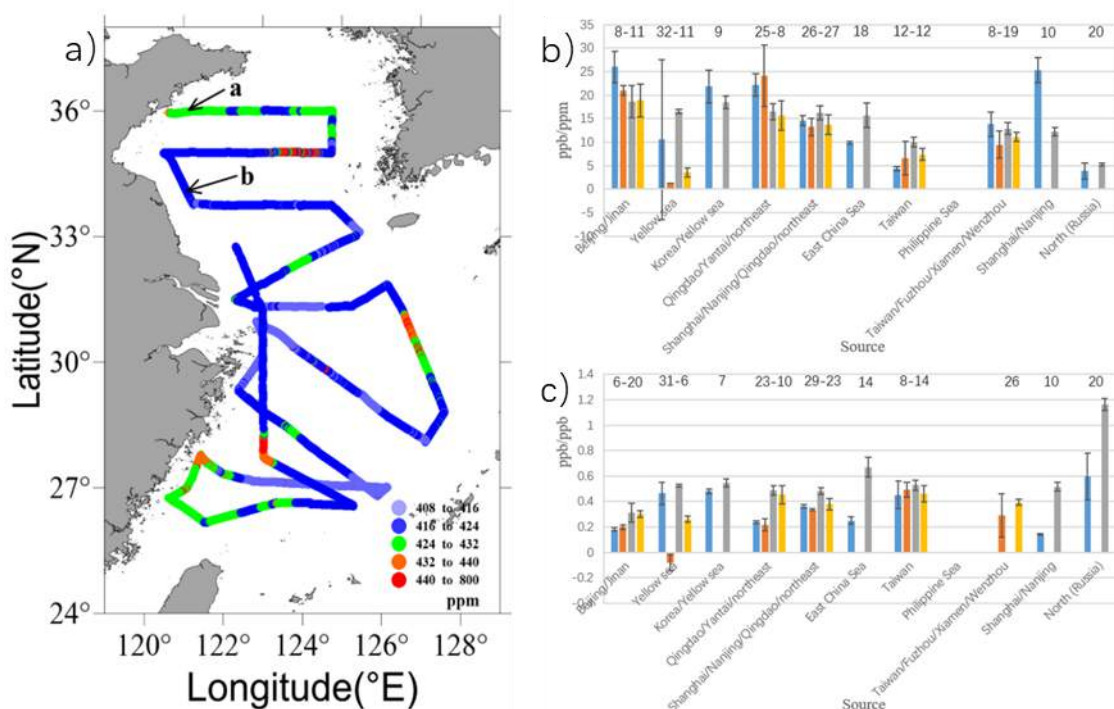 a)
a
b
36°
33°
30°
27°
24°
Latitude(°N)
120°
122°
124°
126°
128°
Longitude(°E)
408 to 416
416 to 424
424 to 432
432 to 440
440 to 800
ppm
b)
8-11 32-11 9 25-8 26-27 18 12-12 8-19 10 20
35
30
25
20
15
10
5
0
-5
-10
ppb/ppm
Beijing/Jinan
Yellow sea
Korea/Yellow sea
Qingdao/Yantai/northeast
Shanghai/Nanjing/Qingdao/northeast
East China Sea
Taiwan
Philippine Sea
Taiwan/Fuzhou/Xiamen/Wenzhou
Shanghai/Nanjing
North (Russia)
Source
c)
6-20 31-6 7 23-10 29-23 14 8-14 26 10 20
1.4
1.2
1
0.8
0.6
0.4
0.2
0
-0.2
ppb/ppb
Beijing/Jinan
Yellow sea
Korea/Yellow sea
Qingdao/Yantai/northeast
Shanghai/Nanjing/Qingdao/northeast
East China Sea
Taiwan
Philippine Sea
Taiwan/Fuzhou/Xiamen/Wenzhou
Shanghai/Nanjing
North (Russia)
Source